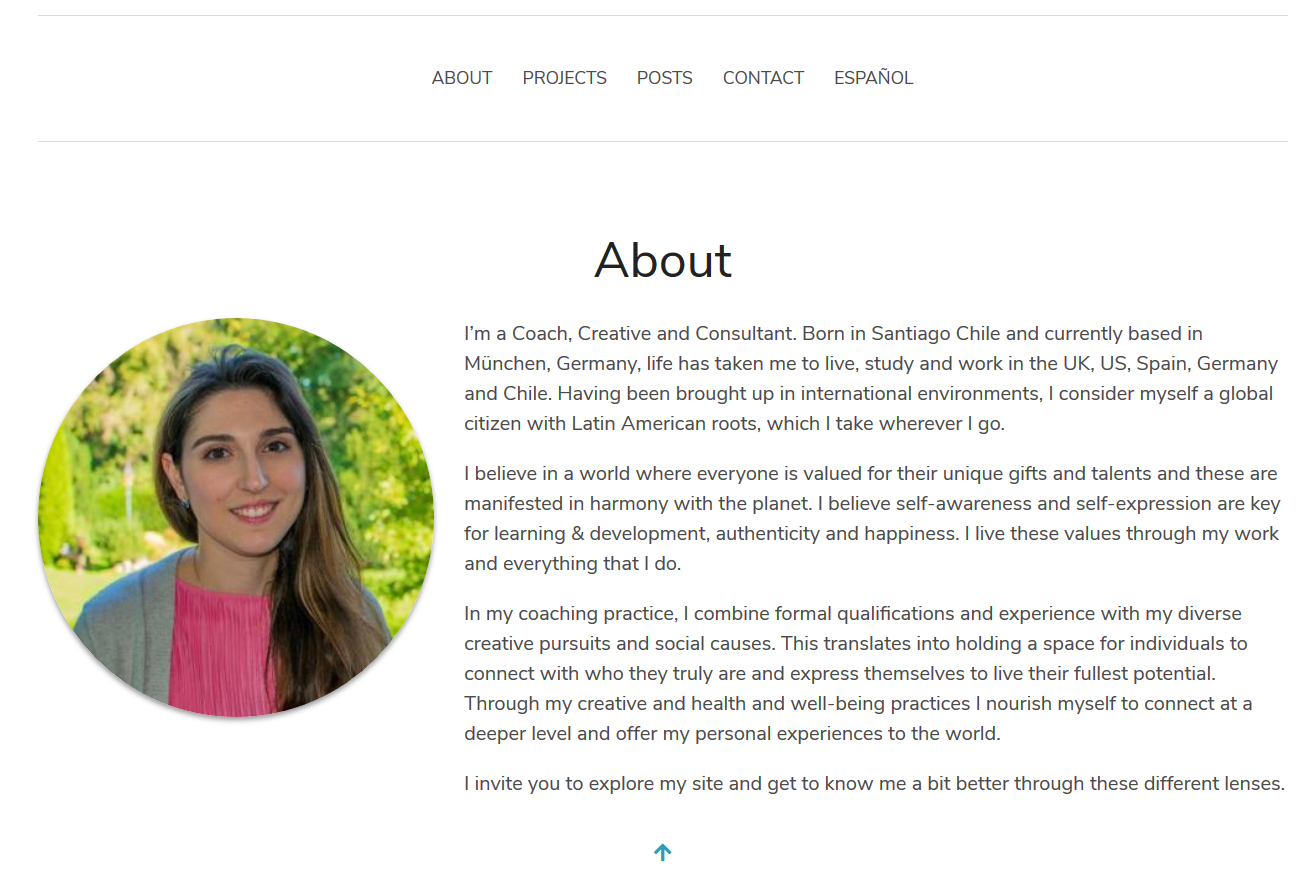 ABOUT PROJECTS POSTS CONTACT ESPAÑOL
About
I’m a Coach, Creative and Consultant. Born in Santiago Chile and currently based in
München, Germany, life has taken me to live, study and work in the UK, US, Spain, Germany
and Chile. Having been brought up in international environments, I consider myself a global
citizen with Latin American roots, which I take wherever I go.
I believe in a world where everyone is valued for their unique gifts and talents and these are
manifested in harmony with the planet. I believe self-awareness and self-expression are key
for learning & development, authenticity and happiness. I live these values through my work
and everything that I do.
In my coaching practice, I combine formal qualifications and experience with my diverse
creative pursuits and social causes. This translates into holding a space for individuals to
connect with who they truly are and express themselves to live their fullest potential.
Through my creative and health and well-being practices I nourish myself to connect at a
deeper level and offer my personal experiences to the world.
I invite you to explore my site and get to know me a bit better through these different lenses.